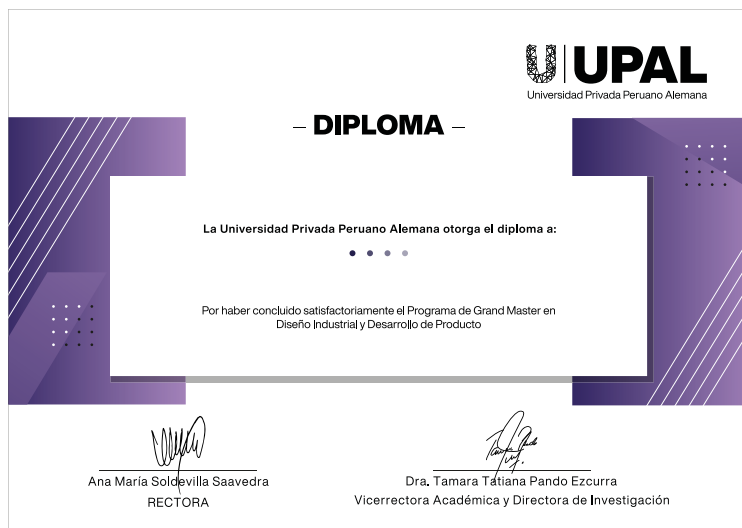 UPAL
Universidad Privada Peruano Alemana
– DIPLOMA –
La Universidad Privada Peruano Alemana otorga el diploma a:
Por haber concluido satisfactoriamente el Programa de Grand Master en
Diseño Industrial y Desarrollo de Producto
Ana María Soldevilla Saavedra
RECTORA
Dra. Tamara Tatiana Pando Ezcurra
Vicerrectora Académica y Directora de Investigación